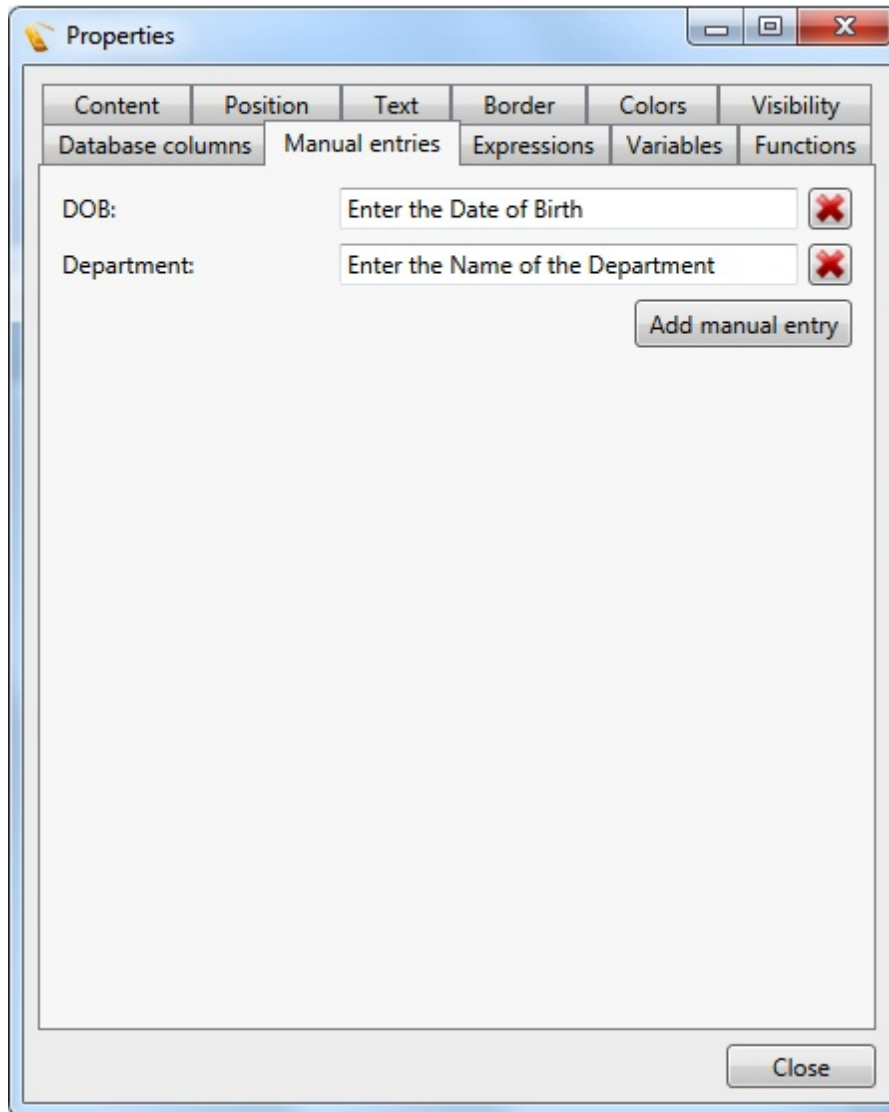 Properties
Content Position Text Border Colors Visibility
Database columns Manual entries Expressions Variables Functions
DOB: Enter the Date of Birth
Department: Enter the Name of the Department
Add manual entry
Close